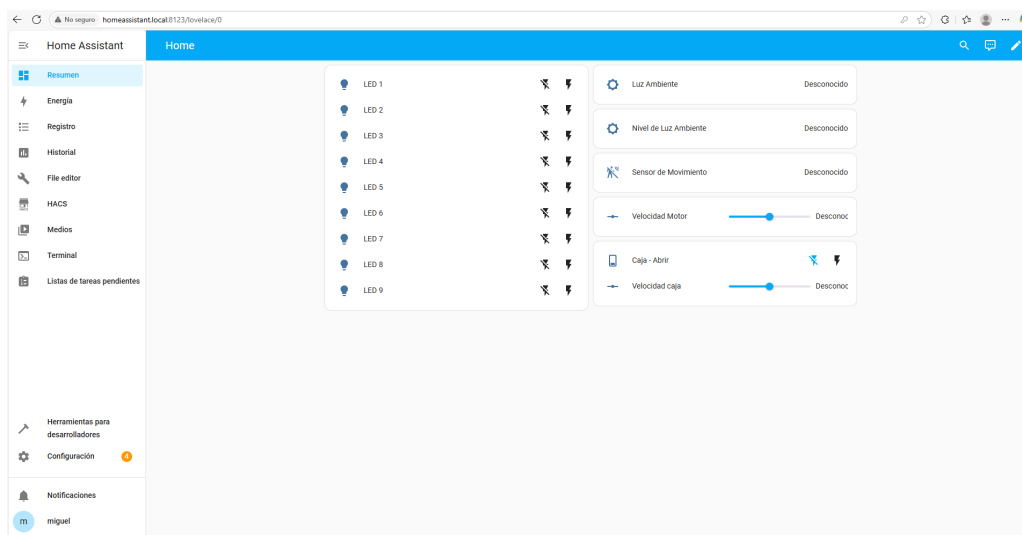 No seguro homeassistant.local:8123/lovelace/0
Home Assistant
Home
Resumen
Energía
Registro
Historial
File editor
HACS
Medios
Terminal
Listas de tareas pendientes
Herramientas para
desarrolladores
Configuración 4
Notificaciones
m miguel
LED 1
LED 2
LED 3
LED 4
LED 5
LED 6
LED 7
LED 8
LED 9
Luz Ambiente Desconocido
Nivel de Luz Ambiente Desconocido
Sensor de Movimiento Desconocido
Velocidad Motor Desconoc
Caja - Abrir
Velocidad caja Desconoc